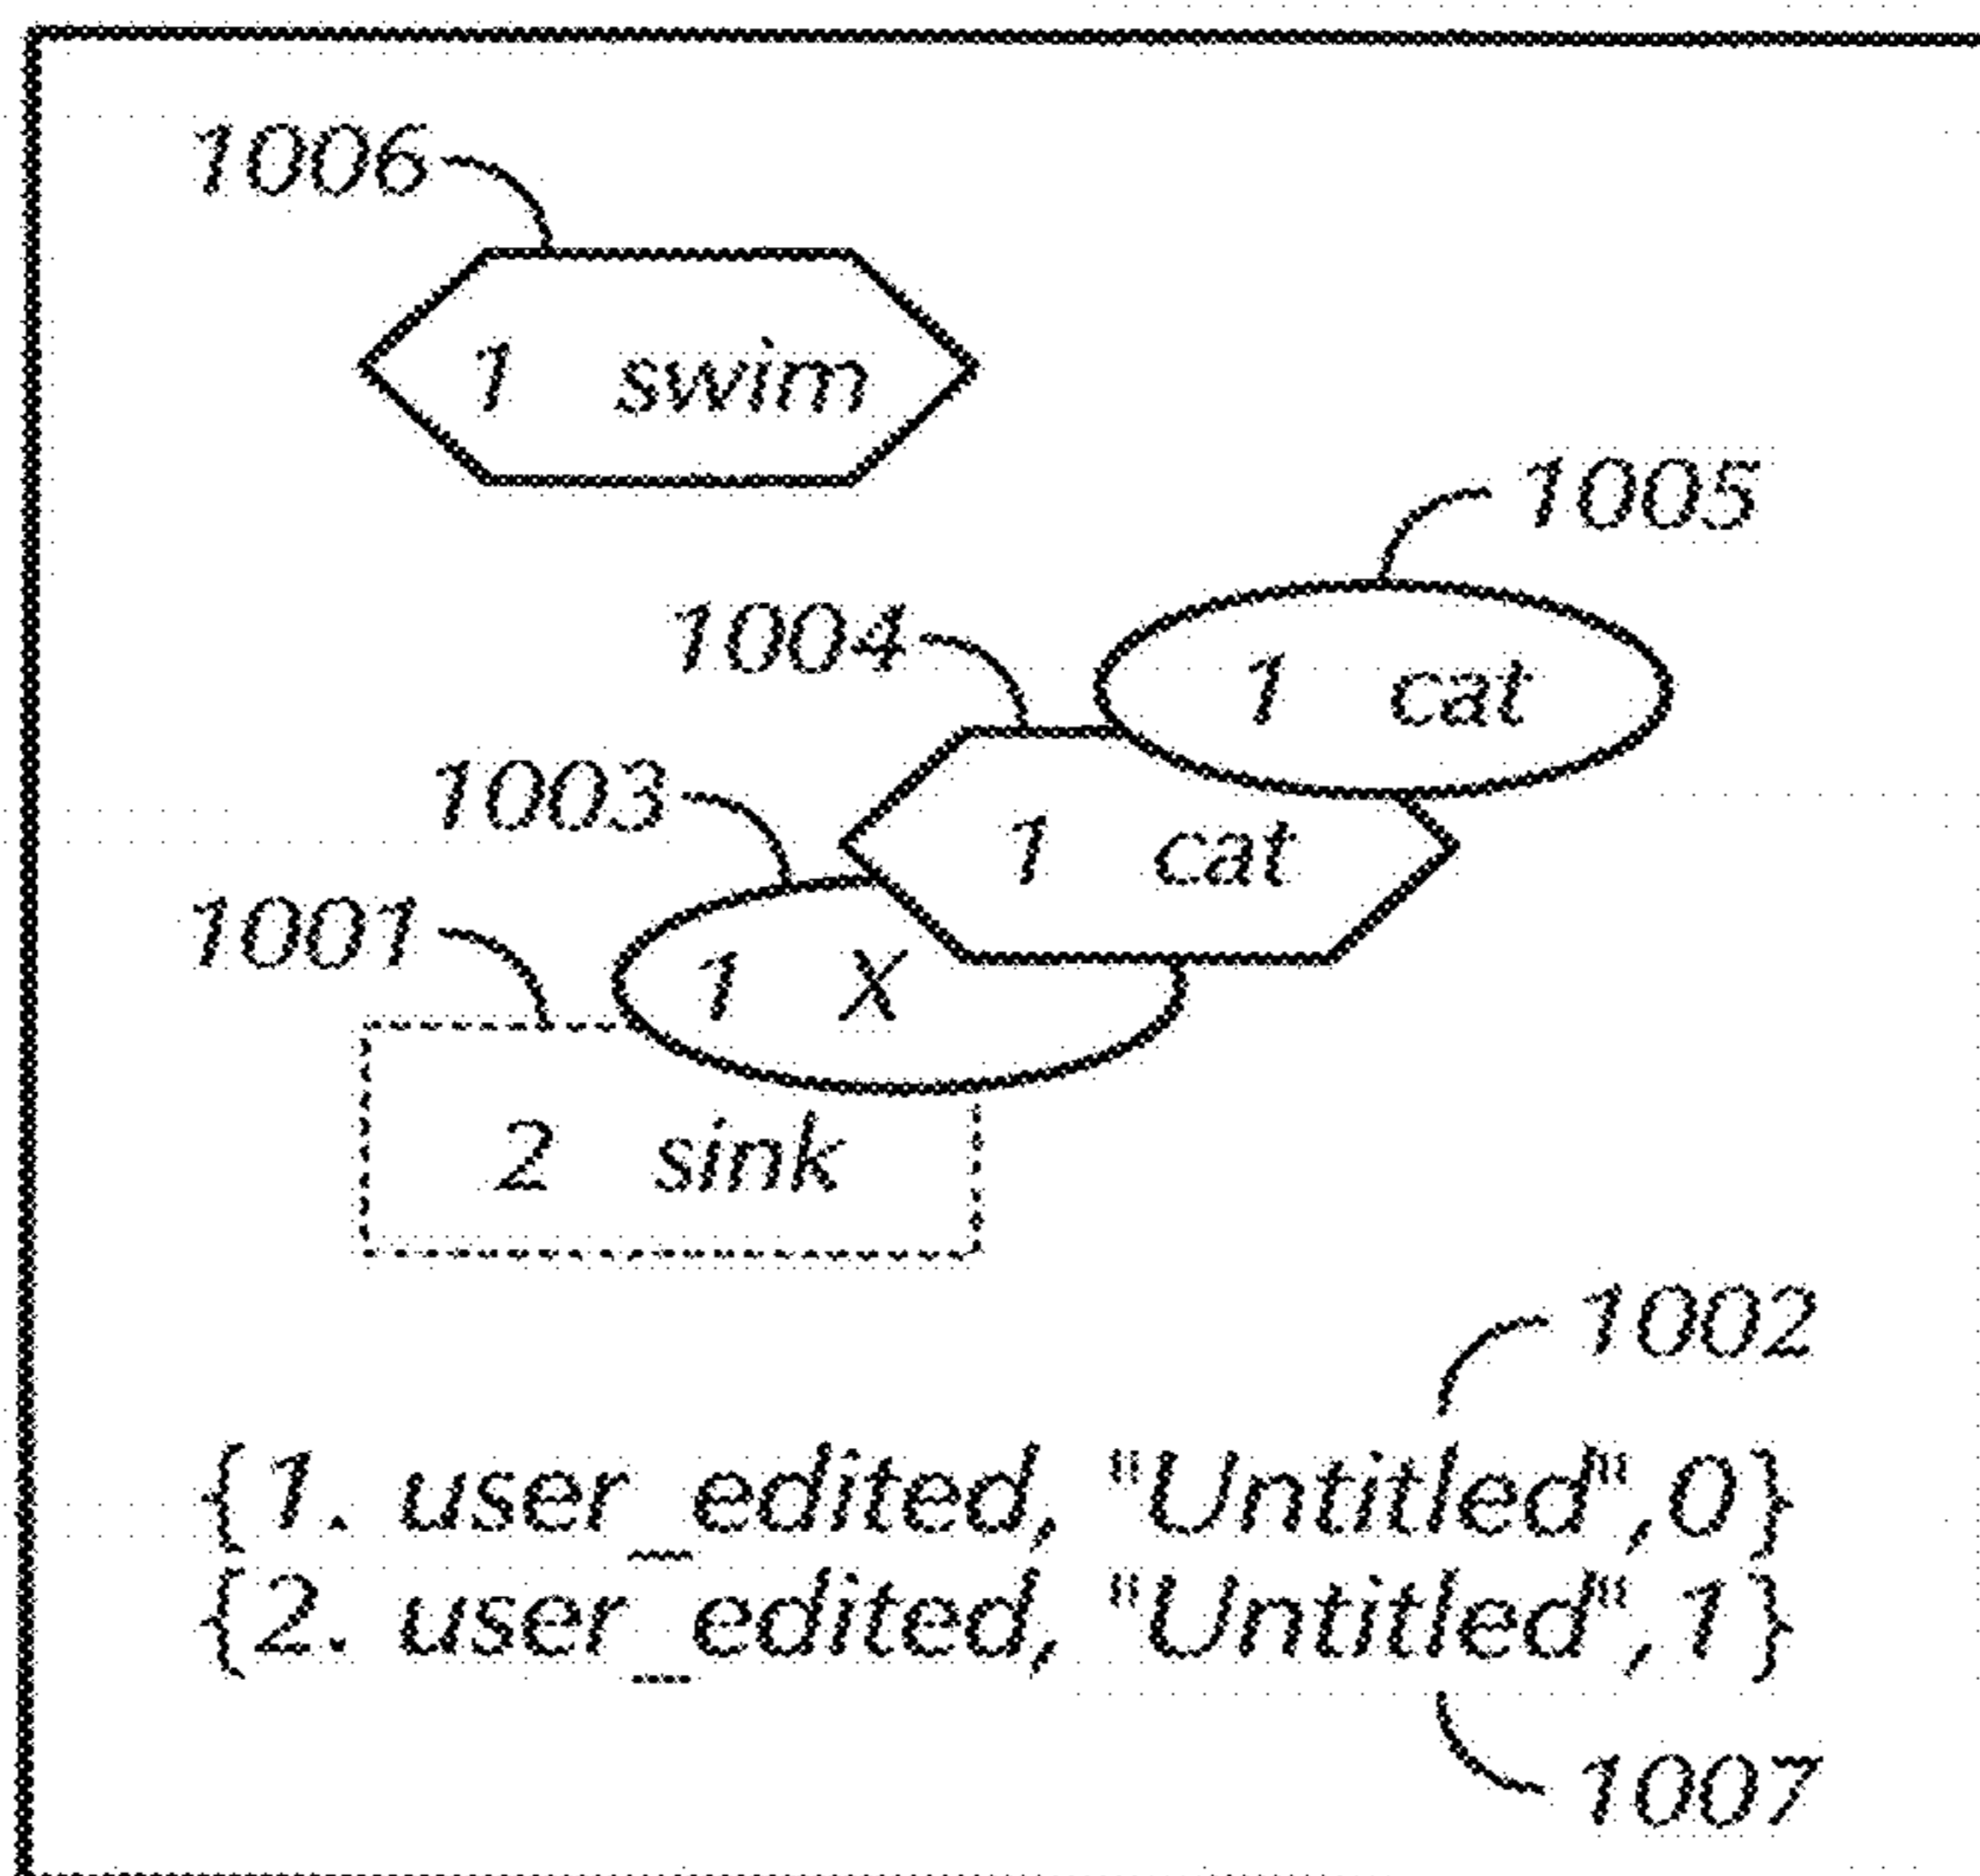 1006
1 swim
1005
1004
1 cat
1003
1 cat
1001
1 X
2 sink
1002
{1. user_edited, "Untitled",0}
{2. user_edited, "Untitled",1}
1007